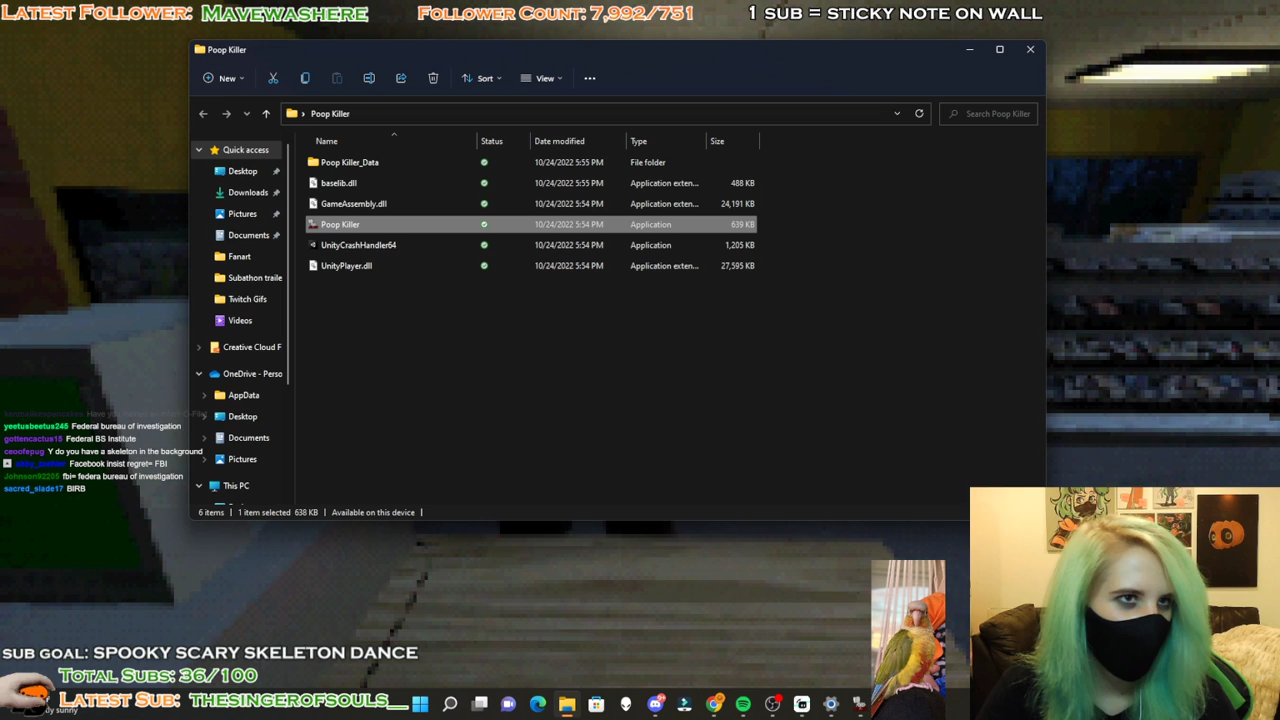 Latest Follower: Mavewashere
Follower Count: 7,992/751
1 sub = sticky note on wall
Poop Killer
New
Sort
View
Poop Killer
Search Poop Killer
Name Status Date modified Type Size
Poop Killer_Data 10/24/2022 5:55 PM File folder
baselib.dll 10/24/2022 5:55 PM Application exten... 488 KB
GameAssembly.dll 10/24/2022 5:54 PM Application exten... 24,191 KB
Poop Killer 10/24/2022 5:54 PM Application 639 KB
UnityCrashHandler64 10/24/2022 5:54 PM Application 1,205 KB
UnityPlayer.dll 10/24/2022 5:54 PM Application exten... 27,595 KB
Quick access
Desktop
Downloads
Pictures
Documents
Fanart
Subathon traile
Twitch Gifs
Videos
Creative Cloud F
OneDrive - Perso
AppData
Desktop
Documents
Pictures
This PC
6 items 1 item selected 638 KB Available on this device
yeetusbeetus245 Federal bureau of investigation
gottencactus15 Federal BS Institute
ceoofepug Y do you have a skeleton in the background
Facebook insist regret= FBI
Johnson92205 fbi= federa bureau of investigation
sacred_slade17 BIRB
sub goal: spooky scary skeleton dance
Total Subs: 36/100
Latest Sub: thesingerofsouls__
sunny